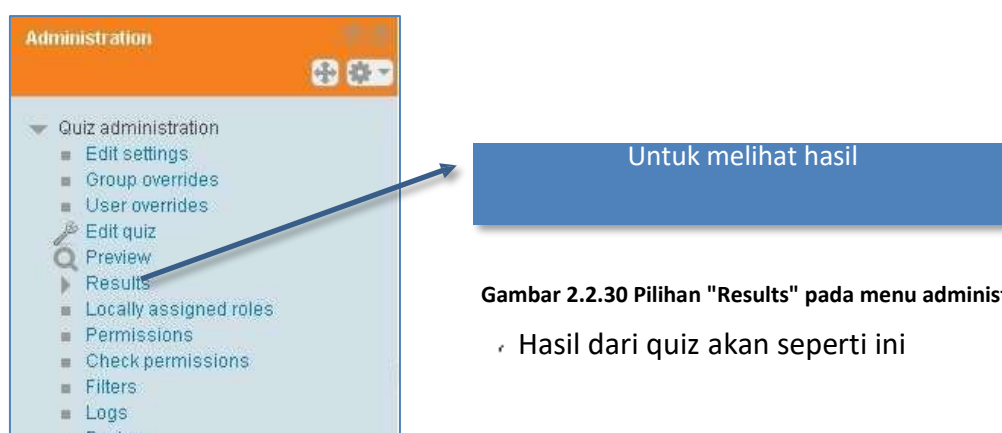 Administration
Quiz administration
Edit settings
Group overrides
User overrides
Edit quiz
Preview
Results
Locally assigned roles
Permissions
Check permissions
Filters
Logs
Untuk melihat hasil
Gambar 2.2.30 Pilihan "Results" pada menu adminis
Hasil dari quiz akan seperti ini